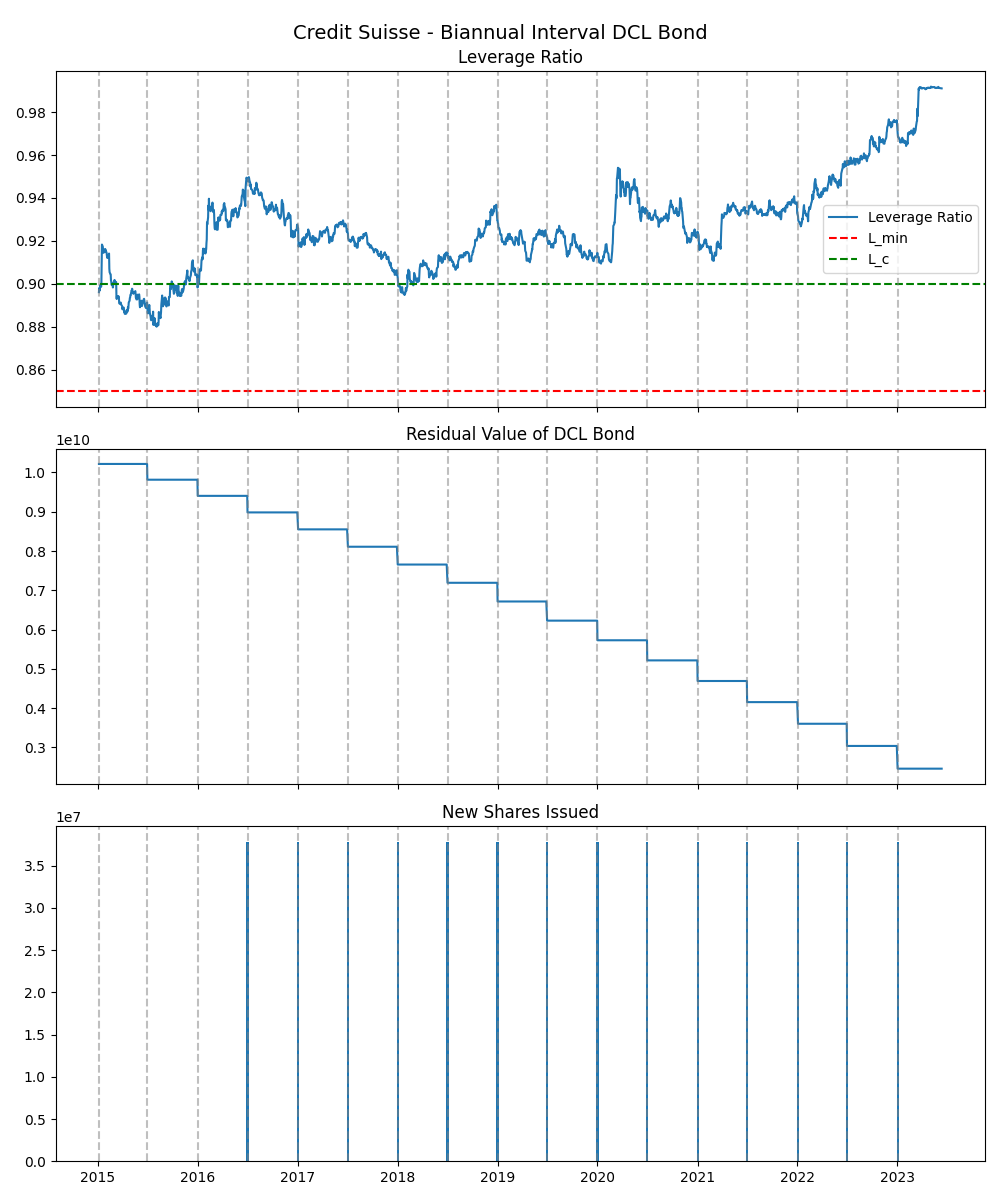 Credit Suisse - Biannual Interval DCL Bond
Leverage Ratio
0.98
0.96
0.94
0.92
0.90
0.88
0.86
Leverage Ratio
L_min
L_c
Residual Value of DCL Bond
1e10
1.0
0.9
0.8
0.7
0.6
0.5
0.4
0.3
New Shares Issued
1e7
3.5
3.0
2.5
2.0
1.5
1.0
0.5
0.0
2015 2016 2017 2018 2019 2020 2021 2022 2023